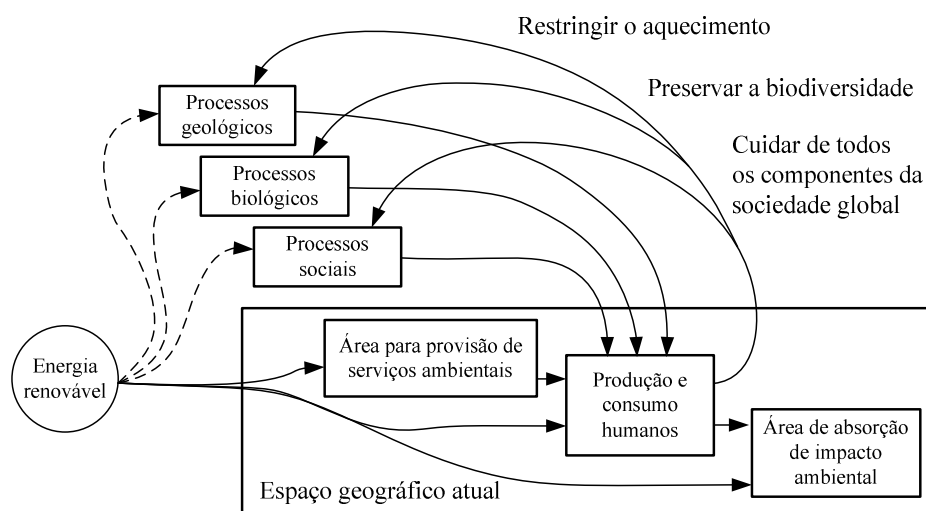 Restringir o aquecimento
Preservar a biodiversidade
Cuidar de todos
os componentes da
sociedade global
Processos
geológicos
Processos
biológicos
Processos
sociais
Energia
renovável
Área para provisão de
serviços ambientais
Produção e
consumo
humanos
Área de absorção
de impacto
ambiental
Espaço geográfico atual